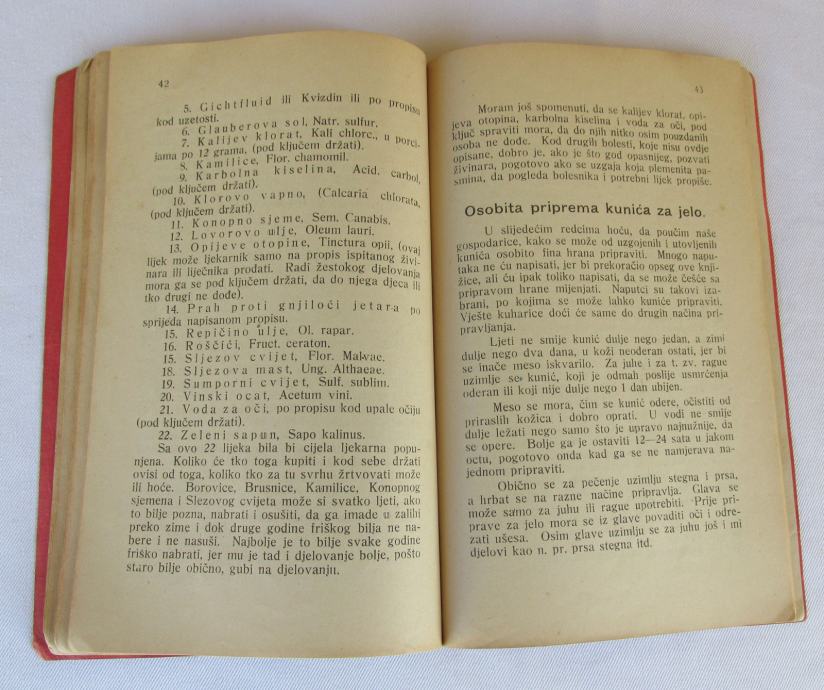 42
5. Gichtfluid ili Kvizdin ili po propisu
kod uzetosti.
6. Glauberova sol, Natr. sulfur.
7. Kalijev klorat, Kali chlorc., u porci-
jama po 12 grama, (pod ključem držati).
8. Kamilice, Flor. chamomil.
9. Karbolna kiselina, Acid. carbol,
(pod ključem držati).
10. Klorovo vapno, (Calcaria chlorata,
(pod ključem držati).
11. Konopno sjeme, Sem. Canabis.
12. Lovorovo ulje, Oleum lauri.
13. Opijeve otopine, Tinctura opii, (ovaj
lijek može ljekarnik samo na propis ispitanog živi-
nara ili liječnika prodati. Radi žestokog djelovanja
mora ga se pod ključem držati, da do njega djeca ili
tko drugi ne dođe).
14. Prah proti gnjiloći jetara po
sprijeda napisanom propisu.
15. Repičino ulje, Ol. rapar.
16. Roščići, Fruct. ceraton.
15. Sljezov cvijet, Flor. Malvac.
18. Sljezova mast, Ung. Althaeae.
19. Sumporni cvijet, Sulf. sublim.
20. Vinski ocat, Acetum vini.
21. Voda za oči, po propisu kod upale očiju
(pod ključem držati).
22. Zeleni sapun, Sapo kalinus.
Sa ovo 22 lijeka bila bi cijela ljekarna popu-
njena. Koliko će tko toga kupiti i kod sebe držati
ovisi od toga, koliko tko za tu svrhu žrtvovati može
ili hoće. Borovice, Brusnice, Kamilice, Konopnog
sjemena i Slezovog cvijeta može si svatko ljeti, ako
to bilje pozna, nabrati i osušiti, da ga imade u zalihi
preko zime i dok druge godine friškog bilja ne na-
bere i ne nasuši. Najbolje je to bilje svake godine
friško nabrati, jer mu je tad i djelovanje bolje, pošto
staro bilje obično, gubi na djelovanju.
43
Moram još spomenuti, da se kalijev klorat, opi-
jeva otopina, karbolna kiselina i voda za oči, pod
ključ spraviti mora, da do njih nitko osim pouzdanih
osoba ne dođe. Kod drugih bolesti, koje nisu ovdje
opisane, dobro je, ako je što god opasnijeg, pozvati
živinara, pogotovo ako se uzgaja koja plemenita pa-
smina, da pogleda bolesnika i potrebni lijek propiše.
Osobita priprema kunića za jelo.
U slijedećim redcima hoću, da poučim naše
gospodarice, kako se može od uzgojenih i utovljenih
kunića osobito fina hrana pripraviti. Mnogo napu-
taka ne ću napisati, jer bi prekoračio opseg ove knji-
žice, ali ću ipak toliko napisati, da se može češće sa
pripravom hrane mijenjati. Naputci su takovi iza-
brani, po kojima se može lahko kuniće pripraviti.
Vješte kuharice doći će same do drugih načina pri-
pravljanja.
Ljeti ne smije kunić dulje nego jedan, a zimi
dulje nego dva dana, u koži neoderan ostati, jer bi
se inače meso iskvarilo. Za juhe i za t. zv. rague
uzimlje se kunić, koji je odmah poslije usmrćenja
oderan ili koji nije dulje nego 1 dan ubijen.
Meso se mora, čim se kunić odere, očistiti od
priraslih kožica i dobro oprati. U vodi ne smije
dulje ležati nego samo što je upravo najnužnije, da
se opere. Bolje ga je ostaviti 12—24 sata u jakom
octu, pogotovo onda kad ga se ne namjerava na-
jednom pripraviti.
Obično se za pečenje uzimlju stegna i prsa,
a hrbat se na razne načine pripravlja. Glava se
može samo za juhu ili rague upotrebiti. Prije pri-
prave za jelo mora se iz glave povaditi oči i odre-
zati ušesa. Osim glave uzimlju se za juhu još i mi
djelovi kao n. pr. prsa stegna itd.